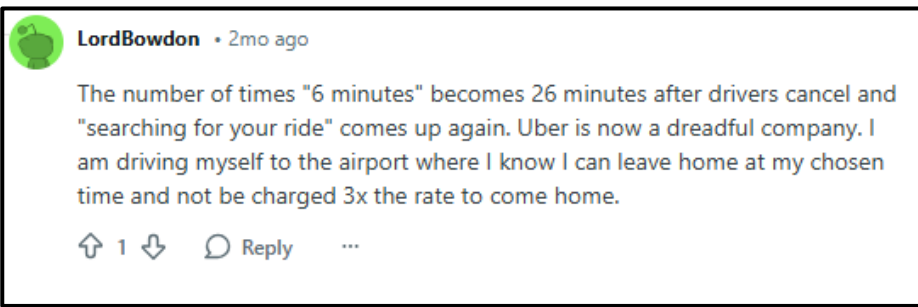 LordBowdon • 2mo ago
The number of times "6 minutes" becomes 26 minutes after drivers cancel and
"searching for your ride" comes up again. Uber is now a dreadful company. I
am driving myself to the airport where I know I can leave home at my chosen
time and not be charged 3x the rate to come home.
1 Reply ...